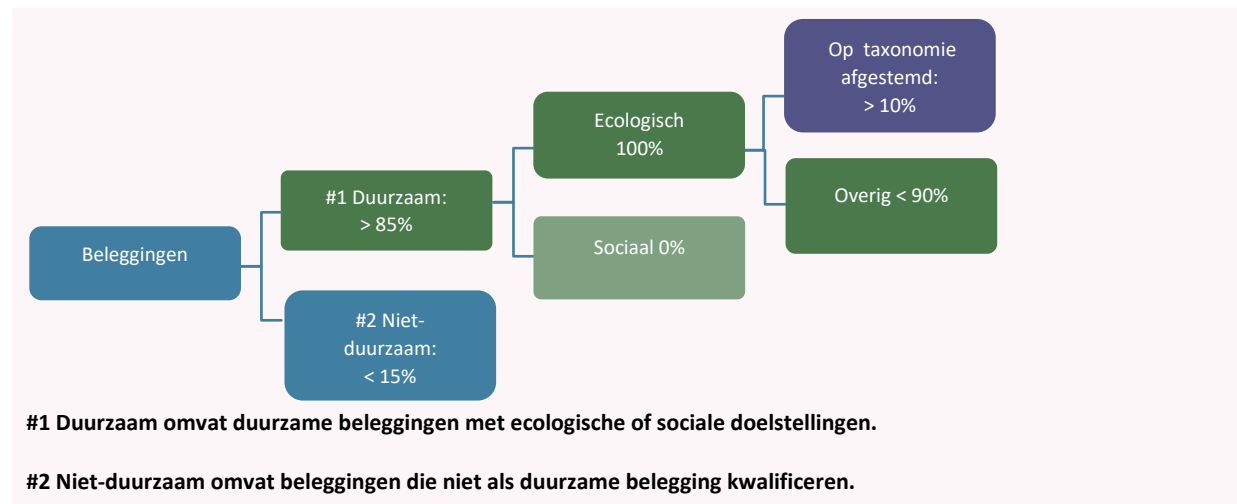 Op taxonomie
afgestemd:
> 10%
Ecologisch
100%
#1 Duurzaam:
> 85%
Overig < 90%
Beleggingen
Sociaal 0%
#2 Niet-
duurzaam:
< 15%
#1 Duurzaam omvat duurzame beleggingen met ecologische of sociale doelstellingen.
#2 Niet-duurzaam omvat beleggingen die niet als duurzame belegging kwalificeren.